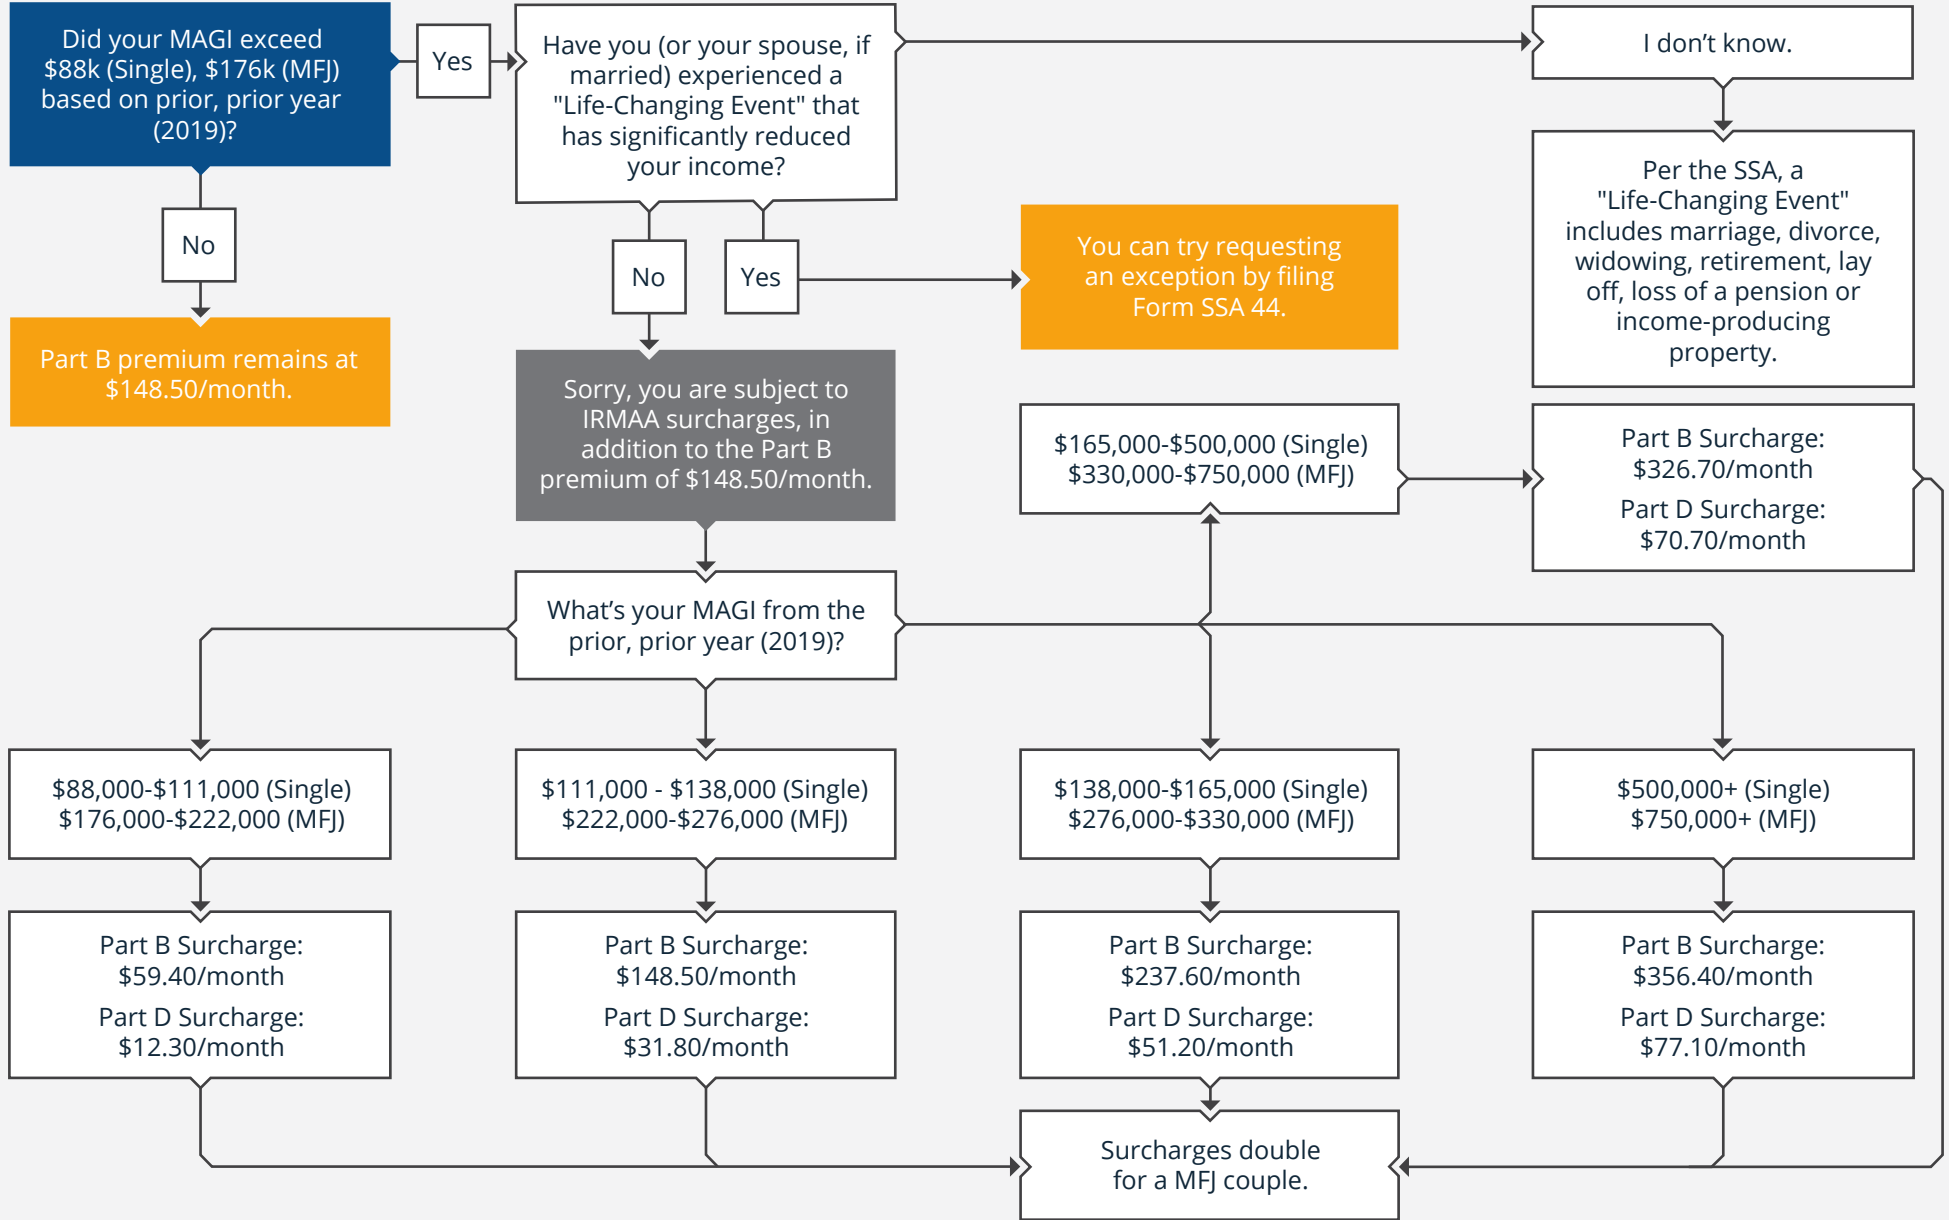 Did your MAGI exceed
$88k (Single), $176k (MFJ)
based on prior, prior year
(2019)?
Yes
Have you (or your spouse, if
married) experienced a
"Life-Changing Event" that
has significantly reduced
your income?
I don’t know.
No
Part B premium remains at
$148.50/month.
No
Yes
You can try requesting
an exception by filing
Form SSA 44.
Per the SSA, a
"Life-Changing Event"
includes marriage, divorce,
widowing, retirement, lay
off, loss of a pension or
income-producing
property.
Sorry, you are subject to
IRMAA surcharges, in
addition to the Part B
premium of $148.50/month.
$165,000-$500,000 (Single)
$330,000-$750,000 (MFJ)
Part B Surcharge:
$326.70/month
Part D Surcharge:
$70.70/month
What’s your MAGI from the
prior, prior year (2019)?
$88,000-$111,000 (Single)
$176,000-$222,000 (MFJ)
$111,000 - $138,000 (Single)
$222,000-$276,000 (MFJ)
$138,000-$165,000 (Single)
$276,000-$330,000 (MFJ)
$500,000+ (Single)
$750,000+ (MFJ)
Part B Surcharge:
$59.40/month
Part D Surcharge:
$12.30/month
Part B Surcharge:
$148.50/month
Part D Surcharge:
$31.80/month
Part B Surcharge:
$237.60/month
Part D Surcharge:
$51.20/month
Part B Surcharge:
$356.40/month
Part D Surcharge:
$77.10/month
Surcharges double
for a MFJ couple.